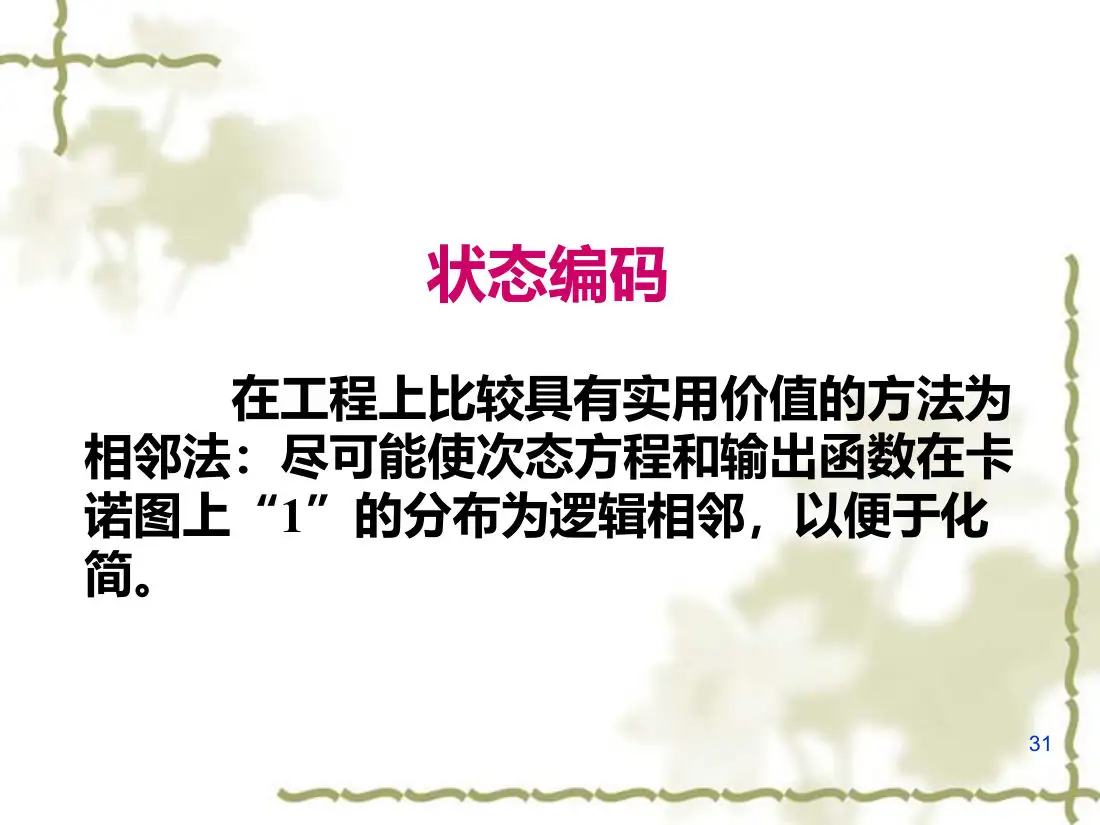 状态编码
在工程上比较具有实用价值的方法为
相邻法：尽可能使次态方程和输出函数在卡
诺图上“1”的分布为逻辑相邻，以便于化
简。
31